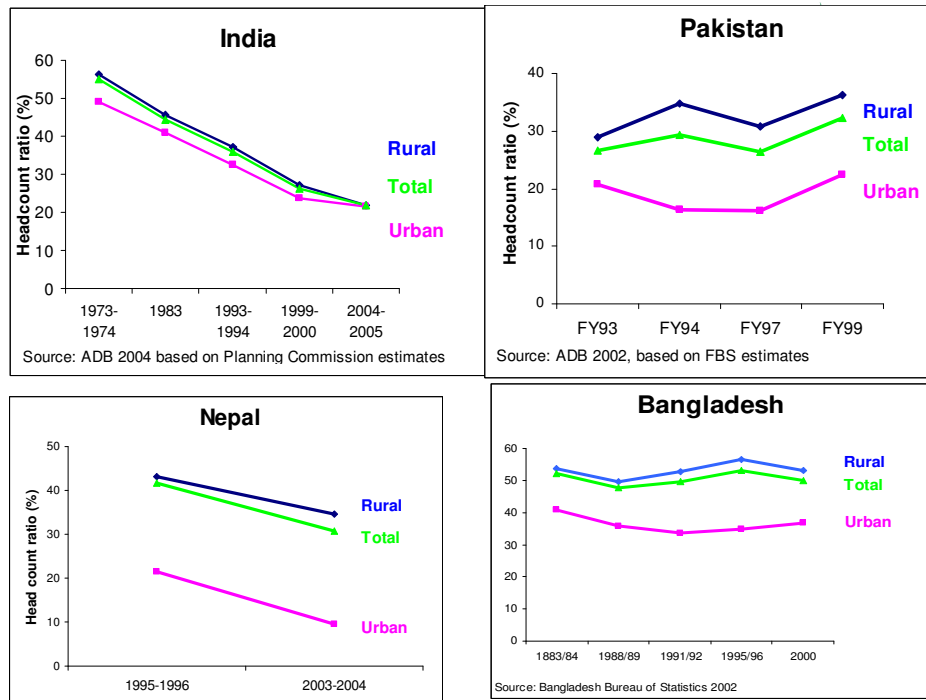 India
Headcount ratio (%)
60
50
40
30
20
10
0
Rural
Total
Urban
1973-
1974
1983
1993-
1994
1999-
2000
2004-
2005
Source: ADB 2004 based on Planning Commission estimates
Pakistan
Headcount ratio (%)
40
30
20
10
0
Rural
Total
Urban
FY93 FY94 FY97 FY99
Source: ADB 2002, based on FBS estimates
Nepal
Head count ratio (%)
50
40
30
20
10
0
Rural
Total
Urban
1995-1996 2003-2004
Bangladesh
60
50
40
30
20
10
0
Rural
Total
Urban
1883/84 1988/89 1991/92 1995/96 2000
Source: Bangladesh Bureau of Statistics 2002